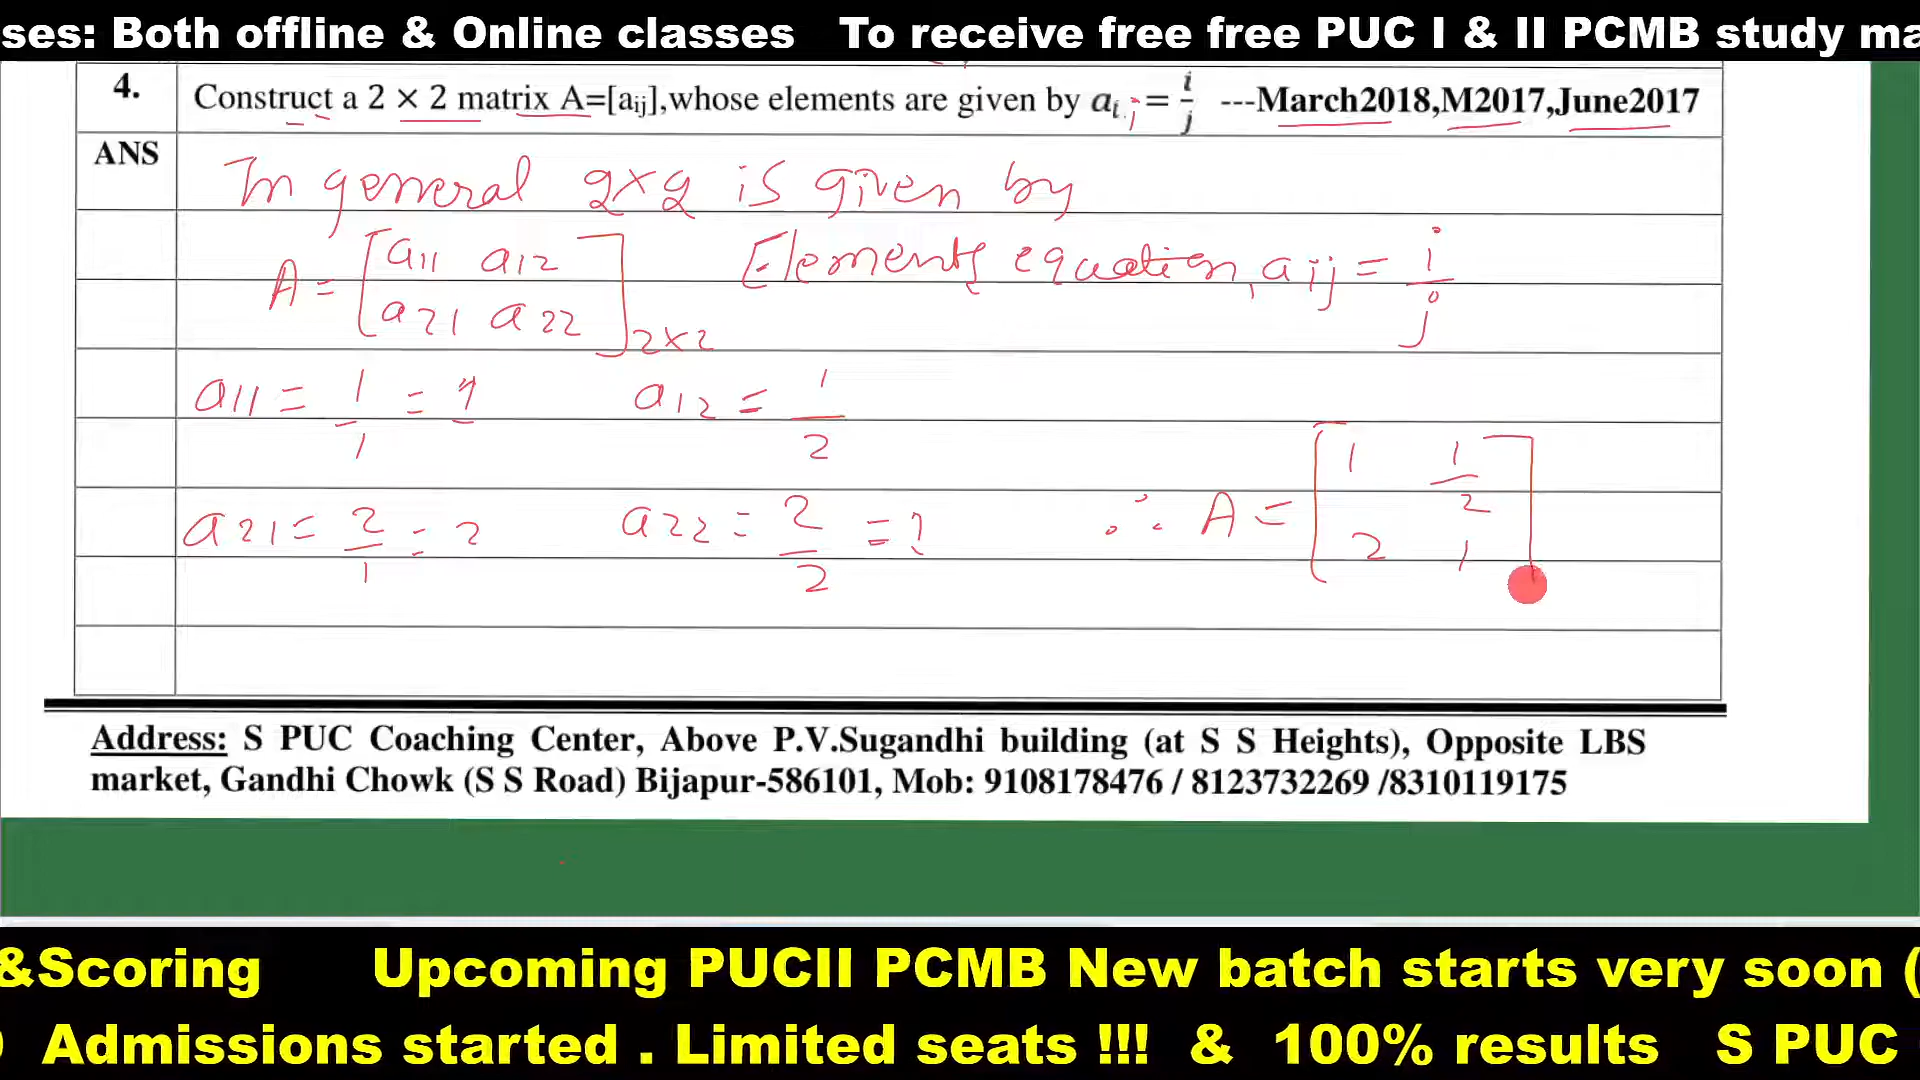 ses: Both offline & Online classes To receive free free PUC I & II PCMB study ma
4. Construct a 2 × 2 matrix A=[aij],whose elements are given by aij = i/j ---March2018,M2017,June2017
ANS In general 2×2 is given by
A = [a11 a12 a21 a22]2×2 Elements equation, aij = i/j
a11 = 1/1 = 1 a12 = 1/2
a21 = 2/1 = 2 a22 = 2/2 = 1 ∴ A = [1 1/2 2 1]
Address: S PUC Coaching Center, Above P.V.Sugandhi building (at S S Heights), Opposite LBS
market, Gandhi Chowk (S S Road) Bijapur-586101, Mob: 9108178476 / 8123732269 /8310119175
&Scoring Upcoming PUCII PCMB New batch starts very soon (
) Admissions started . Limited seats !!! & 100% results S PUC